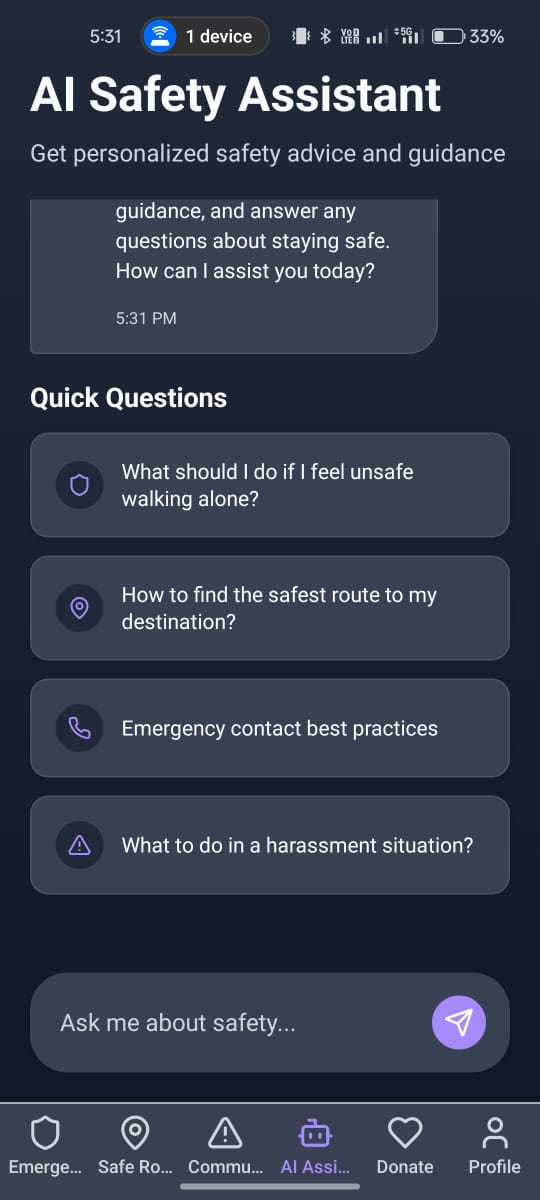 5:31
1 device
5G
VoD
LTE
33%
AI Safety Assistant
Get personalized safety advice and guidance
guidance, and answer any
questions about staying safe.
How can I assist you today?
5:31 PM
Quick Questions
What should I do if I feel unsafe
walking alone?
How to find the safest route to my
destination?
Emergency contact best practices
What to do in a harassment situation?
Ask me about safety...
Emerge... Safe Ro... Commu... AI Assi... Donate Profile